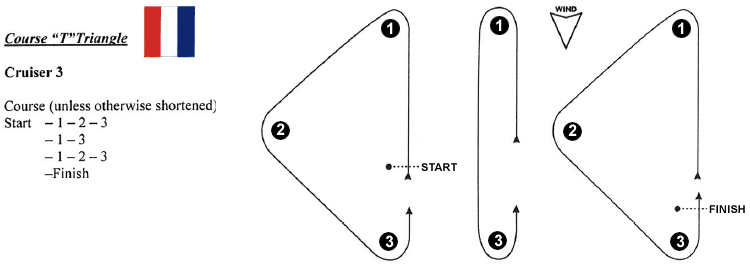 Course "T"Triangle
Cruiser 3
Course (unless otherwise shortened)
Start – 1 – 2 – 3
– 1 – 3
– 1 – 2 – 3
–Finish
1
2
START
3
1
3
WIND
1
2
FINISH
3